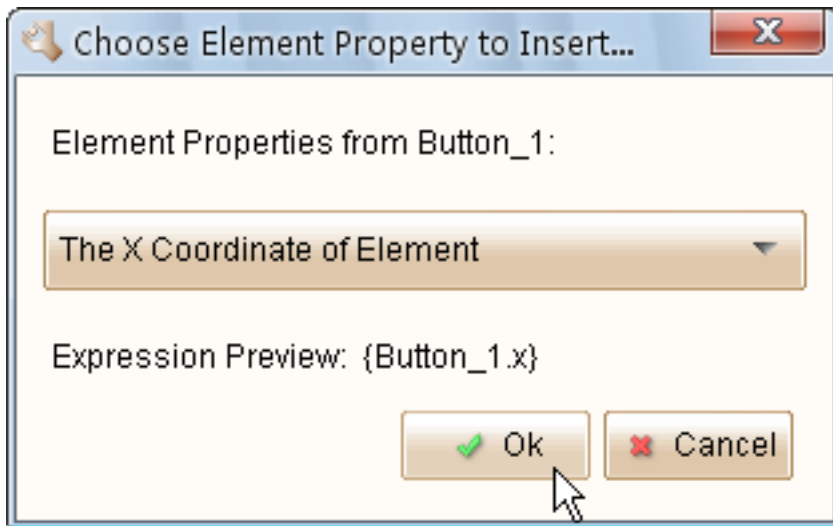 Choose Element Property to Insert...
Element Properties from Button_1:
The X Coordinate of Element
Expression Preview: {Button_1.x}
Ok Cancel